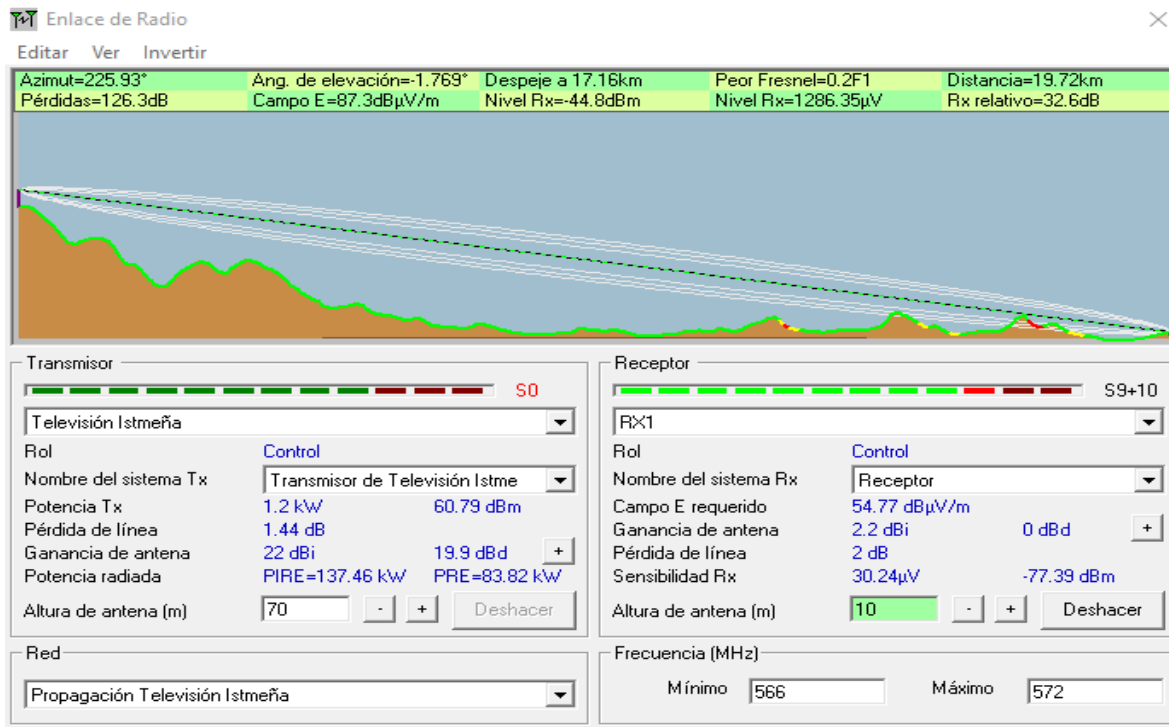 Enlace de Radio
Editar Ver Invertir
Azimut=225.93° Ang. de elevación=-1.769° Despeje a 17.16km Peor Fresnel=0.2F1 Distancia=19.72km
Pérdidas=126.3dB Campo E=87.3dBµV/m Nivel Rx=-44.8dBm Nivel Rx=1286.35µV Rx relativo=32.6dB
Transmisor
S0
Televisión Istmeña
Rol Control
Nombre del sistema Tx Transmisor de Televisión Istme
Potencia Tx 1.2 kW 60.79 dBm
Pérdida de línea 1.44 dB
Ganancia de antena 22 dBi 19.9 dBd +
Potencia radiada PIRE=137.46 kW PRE=83.82 kW
Altura de antena (m) 70 - + Deshacer
Red
Propagación Televisión Istmeña
Receptor
S9+10
RX1
Rol Control
Nombre del sistema Rx Receptor
Campo E requerido 54.77 dBµV/m
Ganancia de antena 2.2 dBi 0 dBd +
Pérdida de línea 2 dB
Sensibilidad Rx 30.24µV -77.39 dBm
Altura de antena (m) 10 - + Deshacer
Frecuencia (MHz)
Mínimo 566 Máximo 572